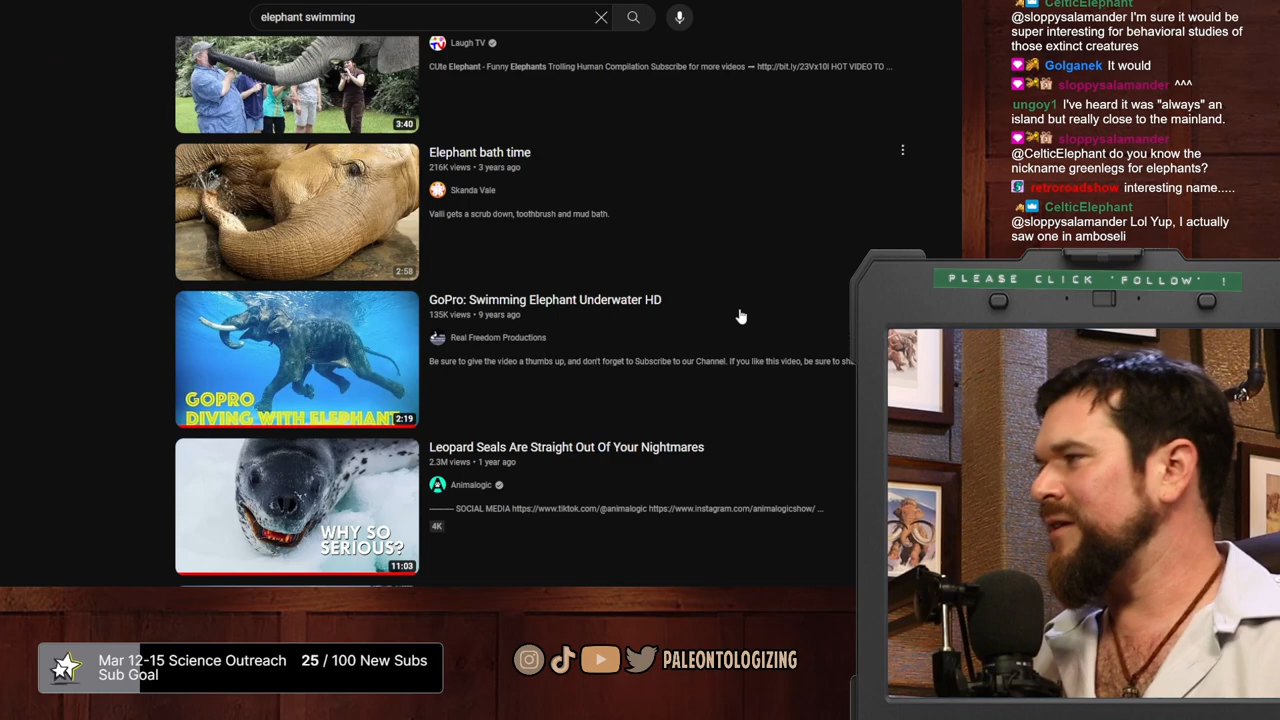 elephant swimming
Laugh TV
CUte Elephant - Funny Elephants Trolling Human Compilation Subscribe for more videos ➞ http://bit.ly/23Vx10l HOT VIDEO TO ...
3:40
Elephant bath time
216K views • 3 years ago
Skanda Vale
Valli gets a scrub down, toothbrush and mud bath.
2:58
GoPro: Swimming Elephant Underwater HD
135K views • 9 years ago
Real Freedom Productions
Be sure to give the video a thumbs up, and don't forget to Subscribe to our Channel. If you like this video, be sure to sha
GOPRO
DIVING WITH ELEPHANT
2:19
Leopard Seals Are Straight Out Of Your Nightmares
2.3M views • 1 year ago
Animalogic
——— SOCIAL MEDIA https://www.tiktok.com/@animalogic https://www.instagram.com/animalogicshow/ ...
4K
WHY SO
SERIOUS?
11:03
CelticElephant
@sloppysalamander I'm sure it would be
super interesting for behavioral studies of
those extinct creatures
Golganek It would
sloppysalamander ^^^
ungoy1 I've heard it was "always" an
island but really close to the mainland.
sloppysalamander
@CelticElephant do you know the
nickname greenlegs for elephants?
retroroadshow interesting name.....
CelticElephant
@sloppysalamander Lol Yup, I actually
saw one in amboseli
PLEASE CLICK 'FOLLOW' !
Mar 12-15 Science Outreach 25 / 100 New Subs
Sub Goal
PALEONTOLOGIZING